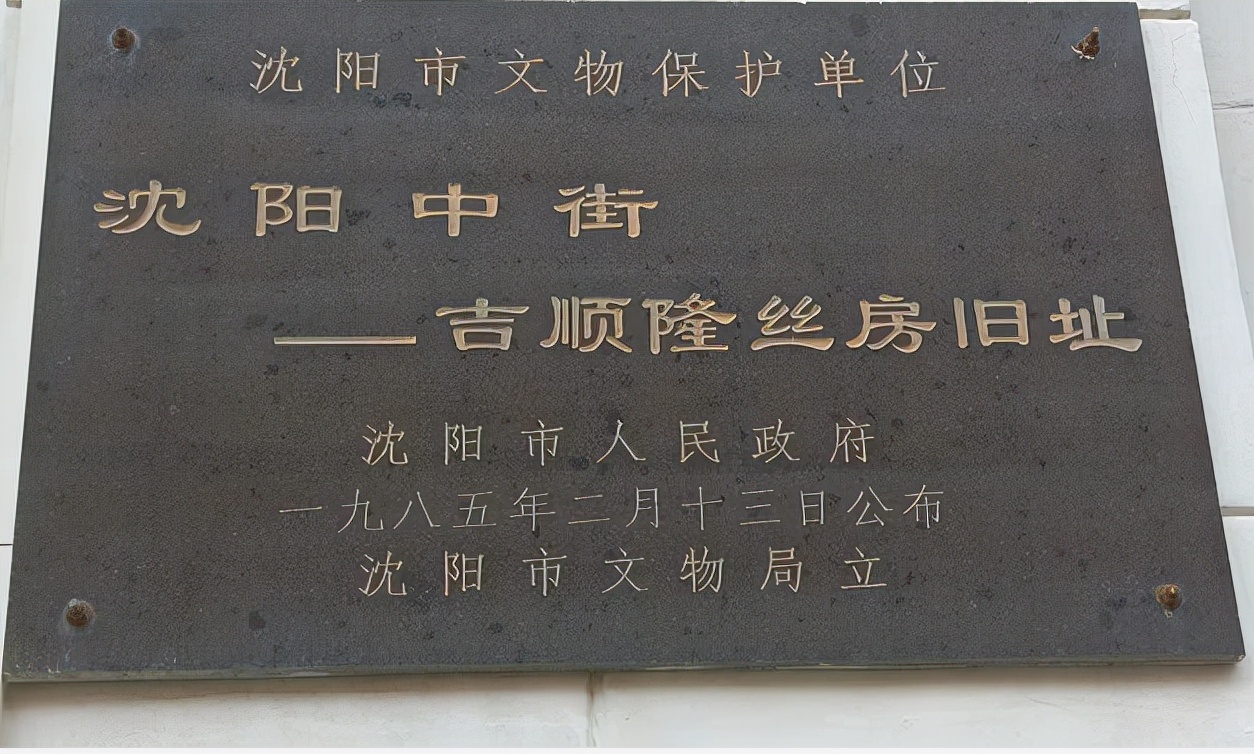 沈阳市文物保护单位
沈阳中街
——吉顺隆丝房旧址
沈阳市人民政府
一九八五年二月十三日公布
沈阳市文物局立